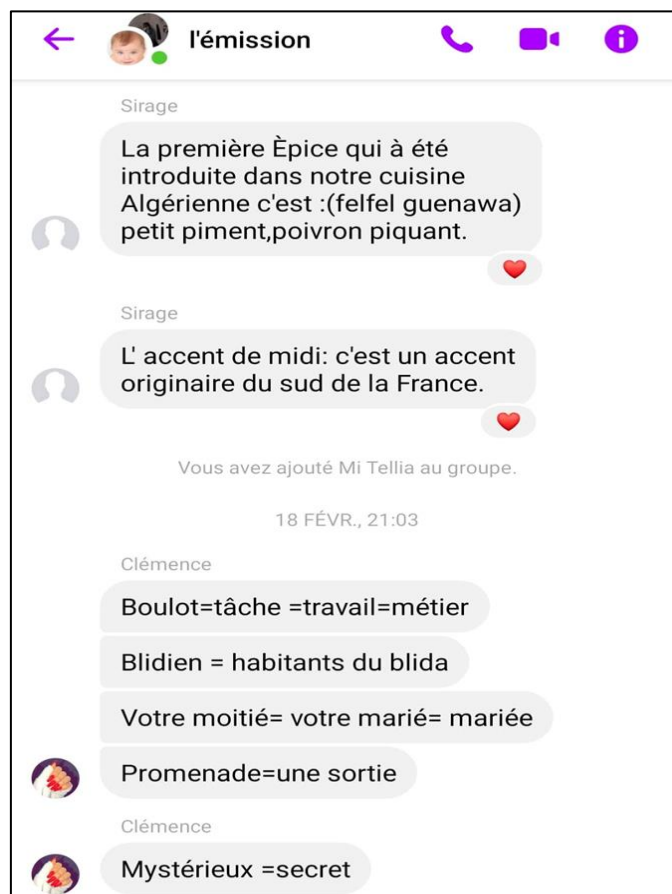 l'émission
Sirage
La première Èpice qui à été
introduite dans notre cuisine
Algérienne c'est :(felfel guenawa)
petit piment,poivron piquant.
Sirage
L' accent de midi: c'est un accent
originaire du sud de la France.
Vous avez ajouté Mi Tellia au groupe.
18 FÉVR., 21:03
Clémence
Boulot=tâche =travail=métier
Blidien = habitants du blida
Votre moitié= votre marié= mariée
Promenade=une sortie
Clémence
Mystérieux =secret